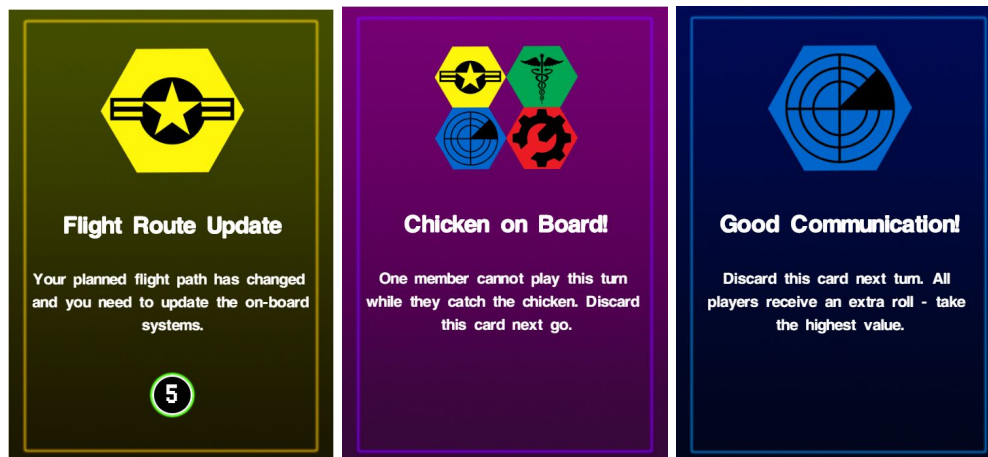 Flight Route Update
Your planned flight path has changed
and you need to update the on-board
systems.
5
Chicken on Board!
One member cannot play this turn
while they catch the chicken. Discard
this card next go.
Good Communication!
Discard this card next turn. All
players receive an extra roll - take
the highest value.